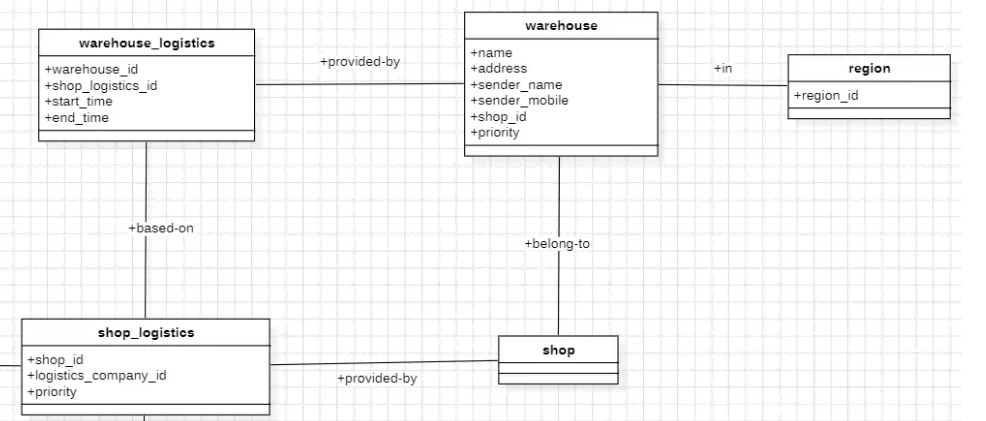 warehouse_logistics
+warehouse_id
+shop_logistics_id
+start_time
+end_time
+provided-by
warehouse
+name
+address
+sender_name
+sender_mobile
+shop_id
+priority
+in
region
+region_id
+based-on
+belong-to
shop_logistics
+shop_id
+logistics_company_id
+priority
+provided-by
shop